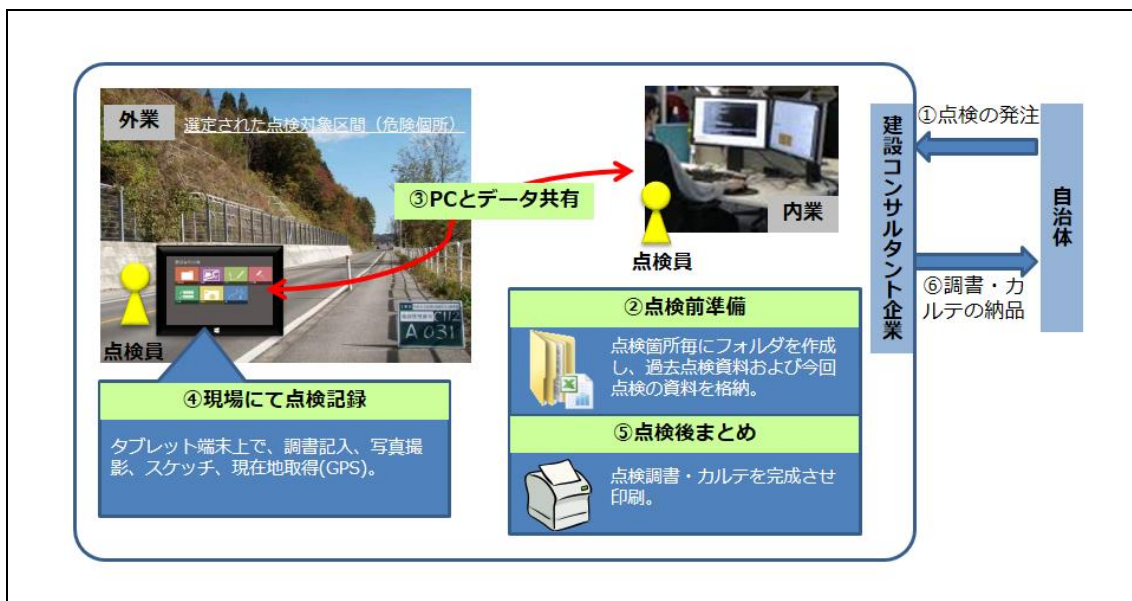 外業
選定された点検対象区間（危険個所）
③PCとデータ共有
内業
点検員
点検員
A 031
④現場にて点検記録
タブレット端末上で、調書記入、写真撮
影、スケッチ、現在地取得(GPS)。
②点検前準備
点検箇所毎にフォルダを作成
し、過去点検資料および今回
点検の資料を格納。
⑤点検後まとめ
点検調書・カルテを完成させ
印刷。
建設コンサルタント企業
①点検の発注
⑥調書・カ
ルテの納品
自治体